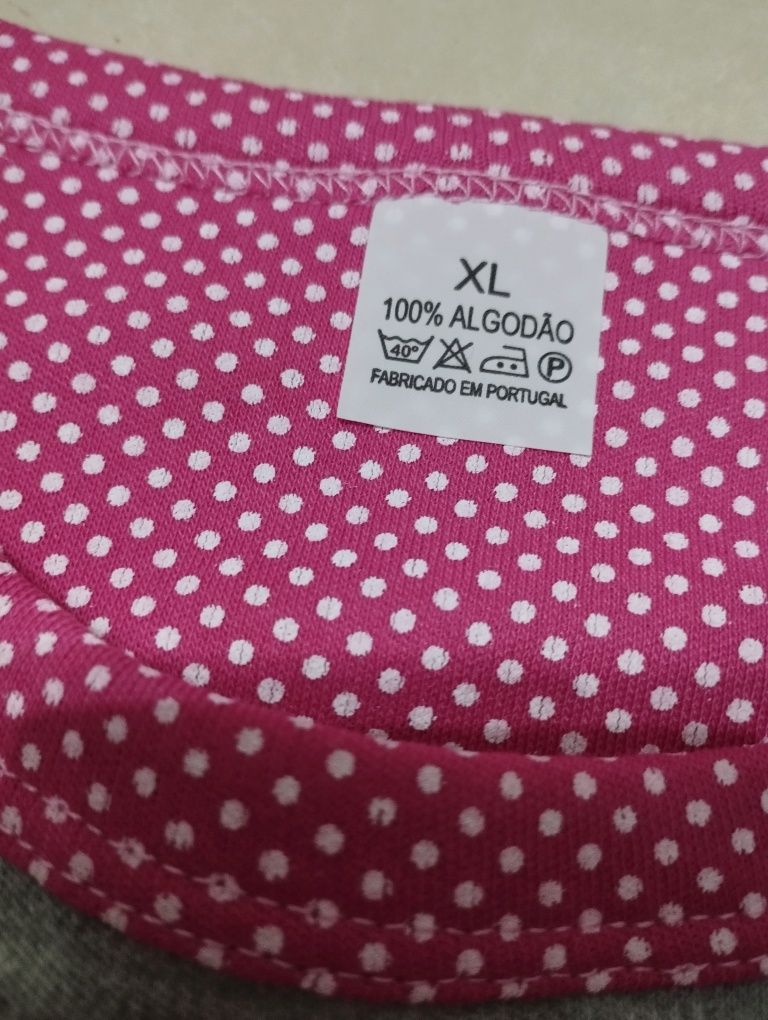 XL
100% ALGODÃO
40° P
FABRICADO EM PORTUGAL